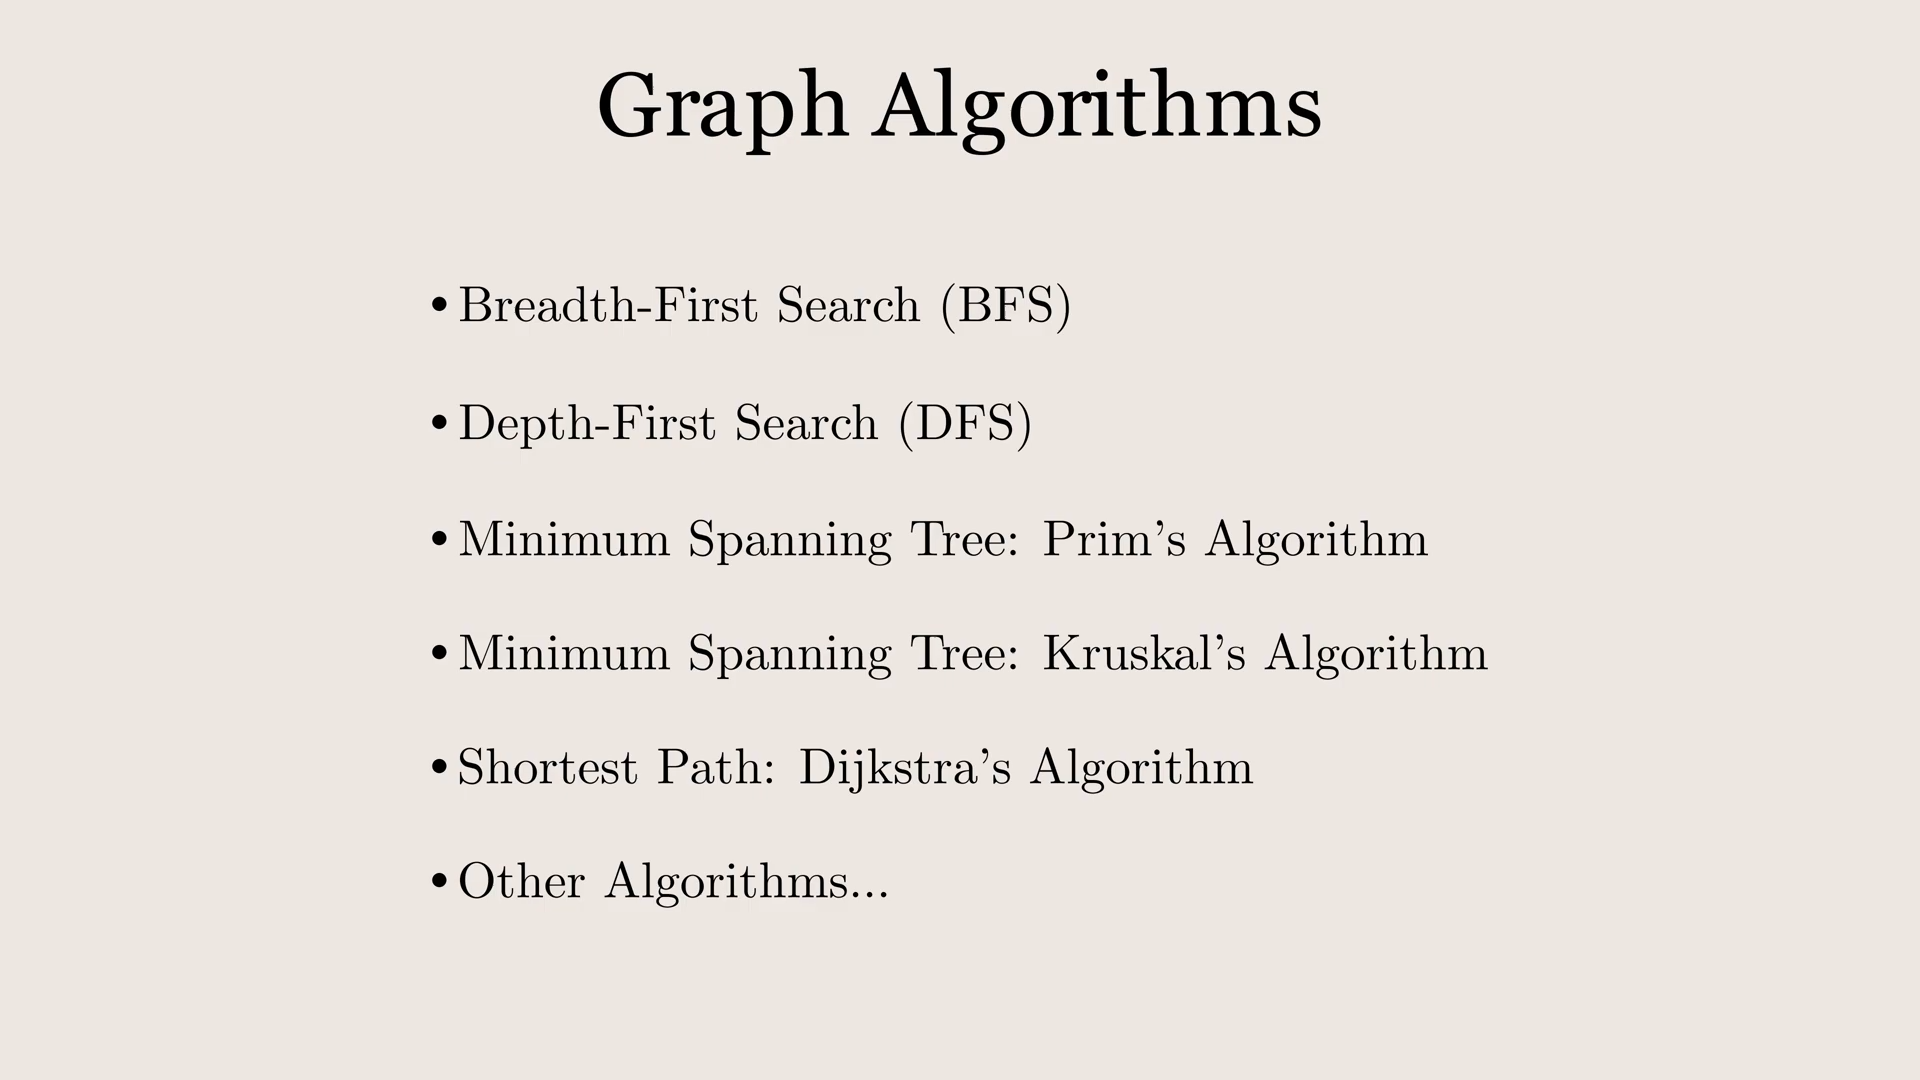 Graph Algorithms
• Breadth-First Search (BFS)
• Depth-First Search (DFS)
• Minimum Spanning Tree: Prim’s Algorithm
• Minimum Spanning Tree: Kruskal’s Algorithm
• Shortest Path: Dijkstra’s Algorithm
• Other Algorithms...